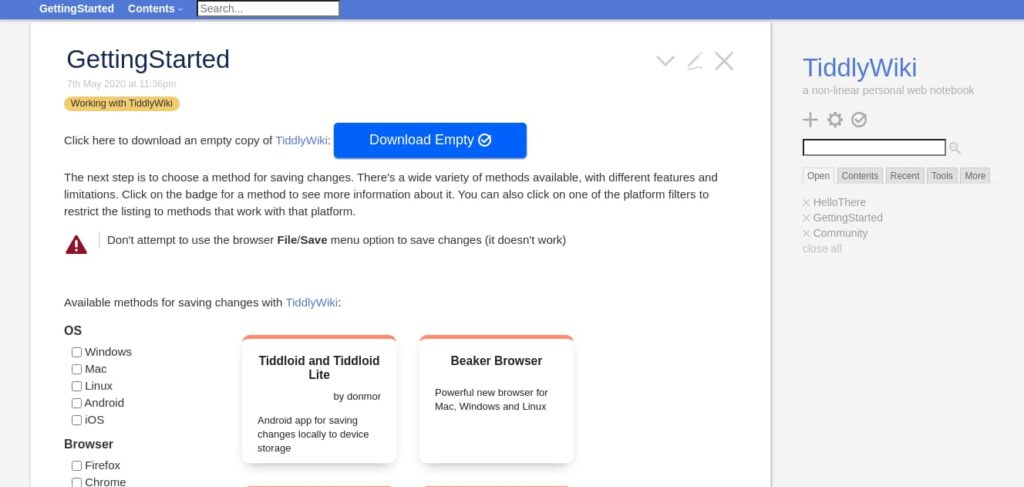 GettingStarted Contents Search...
GettingStarted
7th May 2020 at 11:36pm
Working with TiddlyWiki
Click here to download an empty copy of TiddlyWiki: Download Empty
The next step is to choose a method for saving changes. There's a wide variety of methods available, with different features and
limitations. Click on the badge for a method to see more information about it. You can also click on one of the platform filters to
restrict the listing to methods that work with that platform.
Don't attempt to use the browser File/Save menu option to save changes (it doesn't work)
Available methods for saving changes with TiddlyWiki:
OS
Windows
Mac
Linux
Android
iOS
Browser
Firefox
Chrome
Tiddloid and Tiddloid
Lite
by donmor
Android app for saving
changes locally to device
storage
Beaker Browser
Powerful new browser for
Mac, Windows and Linux
TiddlyWiki
a non-linear personal web notebook
Open Contents Recent Tools More
HelloThere
GettingStarted
Community
close all